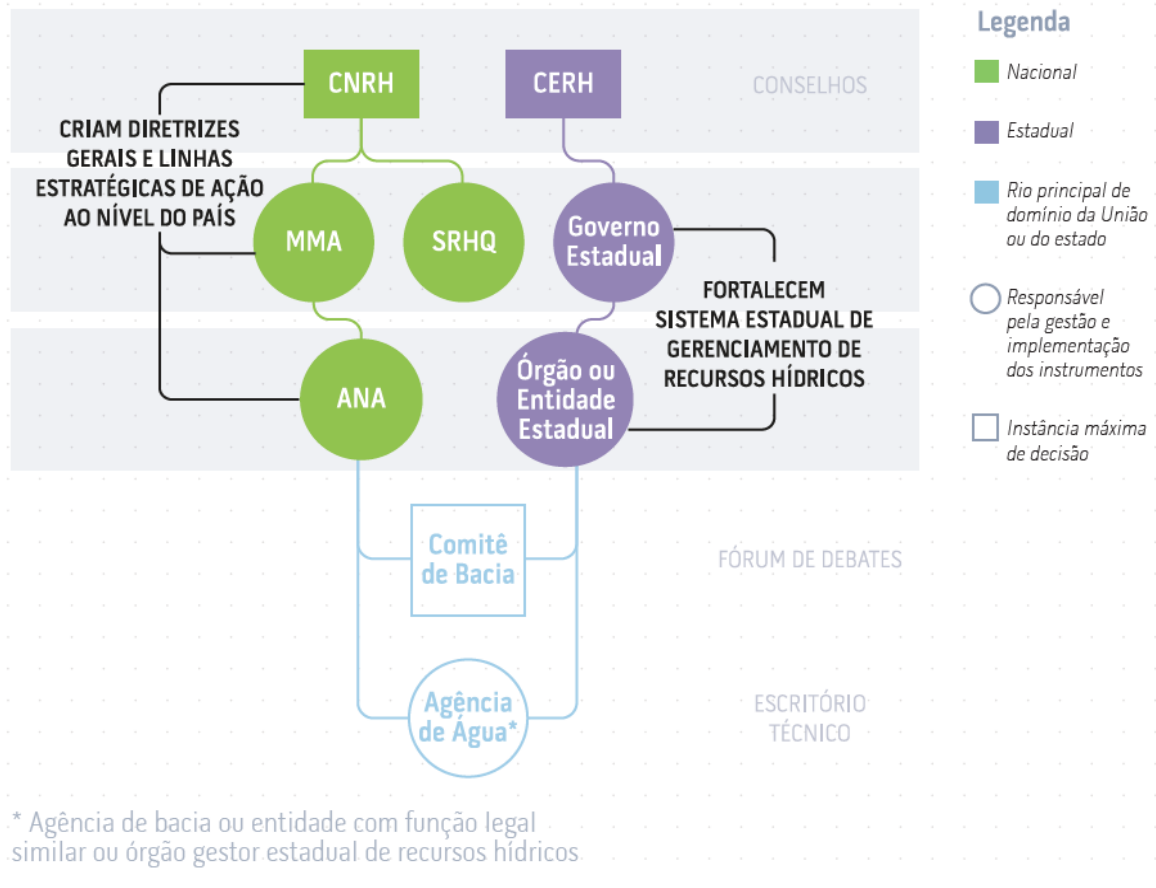 CNRH
CERH
CONSELHOS
CRIAM DIRETRIZES
GERAIS E LINHAS
ESTRATÉGICAS DE AÇÃO
AO NÍVEL DO PAÍS
MMA
SRHQ
Governo
Estadual
FORTALECEM
SISTEMA ESTADUAL DE
GERENCIAMENTO DE
RECURSOS HÍDRICOS
ANA
Órgão ou
Entidade
Estadual
Comitê
de Bacia
FÓRUM DE DEBATES
Agência
de Água*
ESCRITÓRIO
TÉCNICO
* Agência de bacia ou entidade com função legal
similar ou órgão gestor estadual de recursos hídricos
Legenda
Nacional
Estadual
Rio principal de
domínio da União
ou do estado
Responsável
pela gestão e
implementação
dos instrumentos
Instância máxima
de decisão